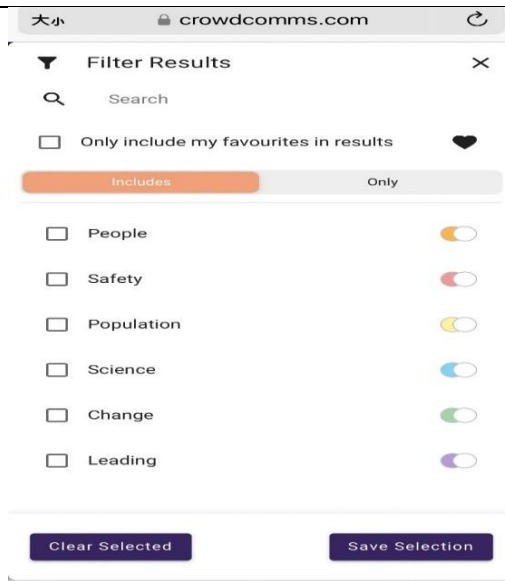 大小 crowdcomms.com
Filter Results
Search
Only include my favourites in results
Includes Only
People
Safety
Population
Science
Change
Leading
Clear Selected Save Selection